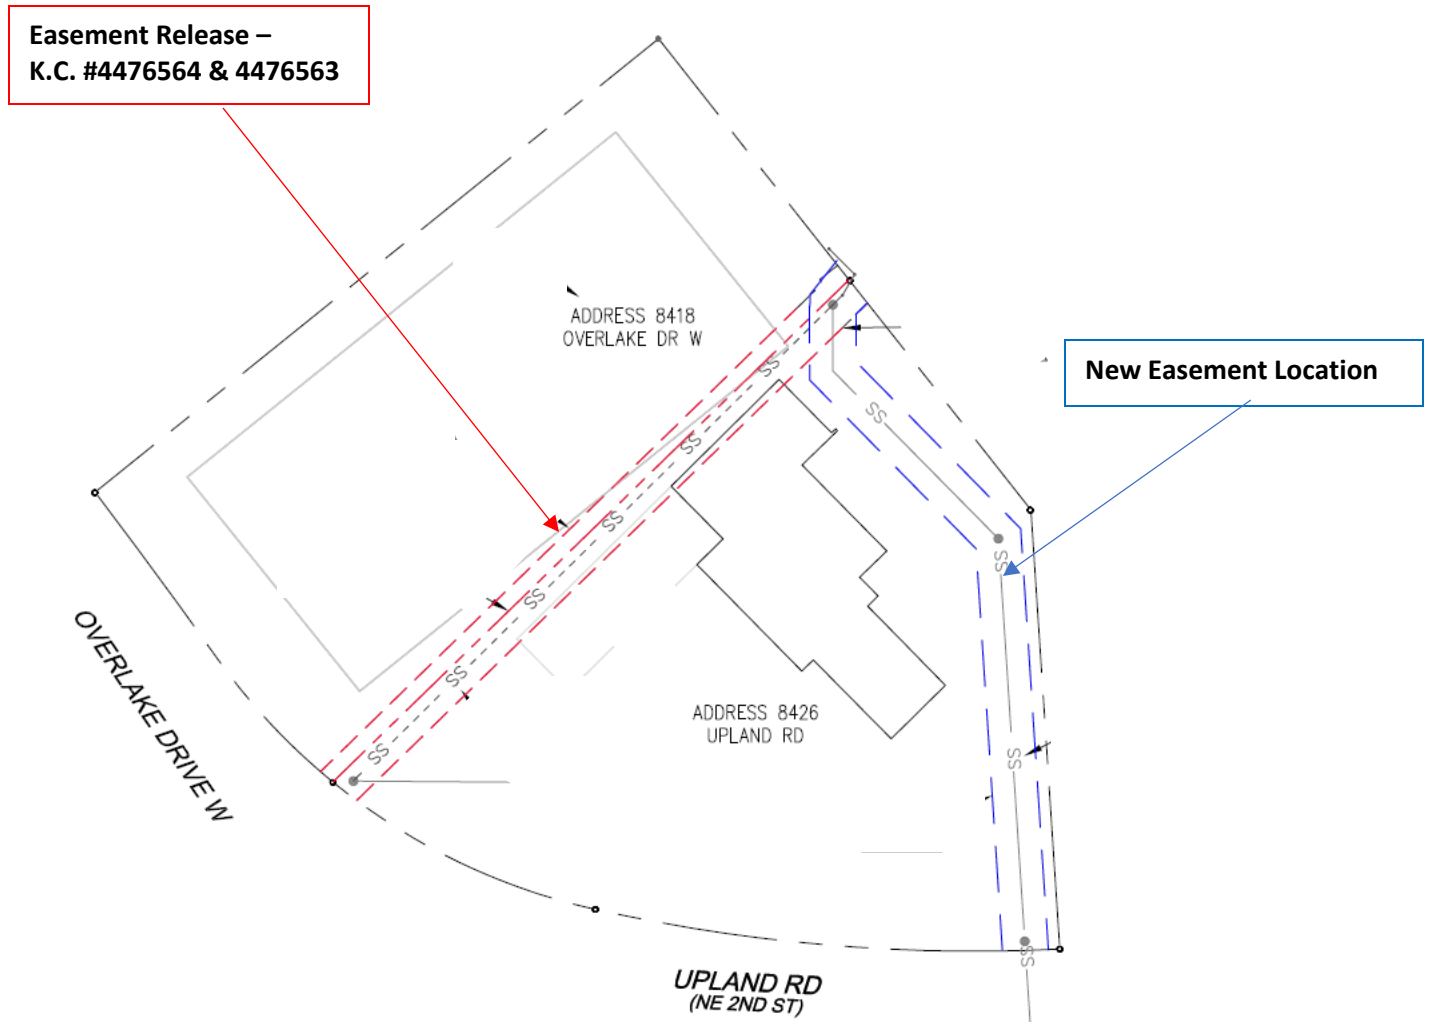 Easement Release –
K.C. #4476564 & 4476563
ADDRESS 8418
OVERLAKE DR W
New Easement Location
SS
SS
SS
SS
SS
SS
SS
SS
SS
SS
OVERLAKE DRIVE W
ADDRESS 8426
UPLAND RD
UPLAND RD
(NE 2ND ST)